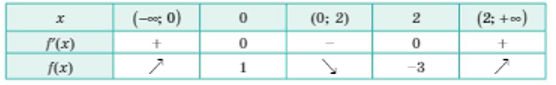 x (−∞; 0) 0 (0; 2) 2 (2; +∞)
f'(x) + 0 − 0 +
f(x) ↗ 1 ↘ −3 ↗